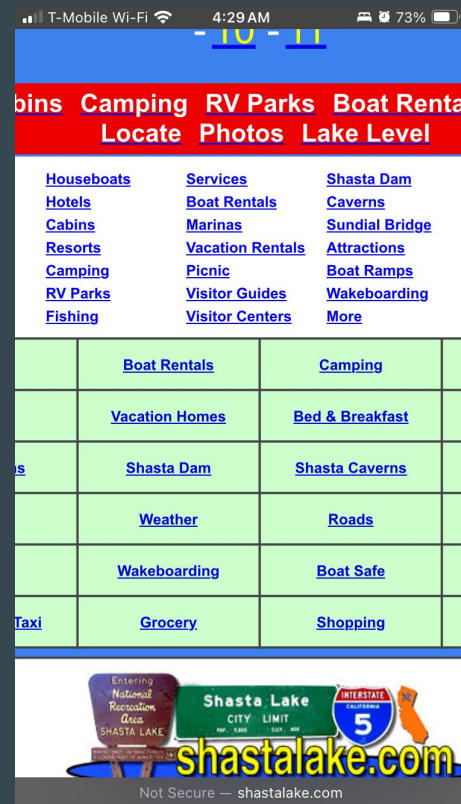 T-Mobile Wi-Fi 4:29 AM 73%
- 10 - 11
bins Camping RV Parks Boat Renta
Locate Photos Lake Level
Houseboats Services Shasta Dam
Hotels Boat Rentals Caverns
Cabins Marinas Sundial Bridge
Resorts Vacation Rentals Attractions
Camping Picnic Boat Ramps
RV Parks Visitor Guides Wakeboarding
Fishing Visitor Centers More
Boat Rentals Camping
Vacation Homes Bed & Breakfast
s Shasta Dam Shasta Caverns
Weather Roads
Wakeboarding Boat Safe
Taxi Grocery Shopping
Entering
National
Recreation
Area
SHASTA LAKE
Shasta Lake
CITY LIMIT
POP. ELEV.
INTERSTATE
CALIFORNIA
5
shastalake.com
Not Secure — shastalake.com